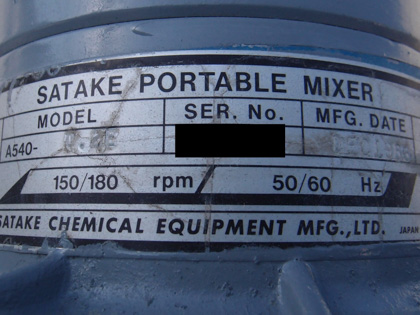 SATAKE PORTABLE MIXER
MODEL SER. No. MFG. DATE
A540-
150/180 rpm 50/60 Hz
SATAKE CHEMICAL EQUIPMENT MFG.,LTD. JAPAN